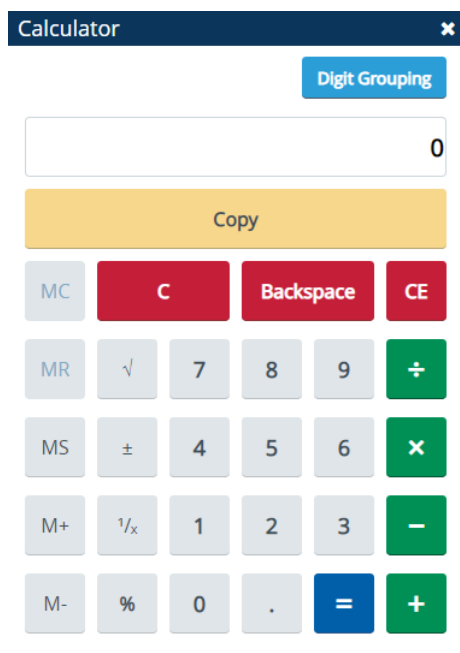 Calculator ×
Digit Grouping
0
Copy
MC C Backspace CE
MR √ 7 8 9 ÷
MS ± 4 5 6 ×
M+ ¹/ₓ 1 2 3 −
M- % 0 . = +